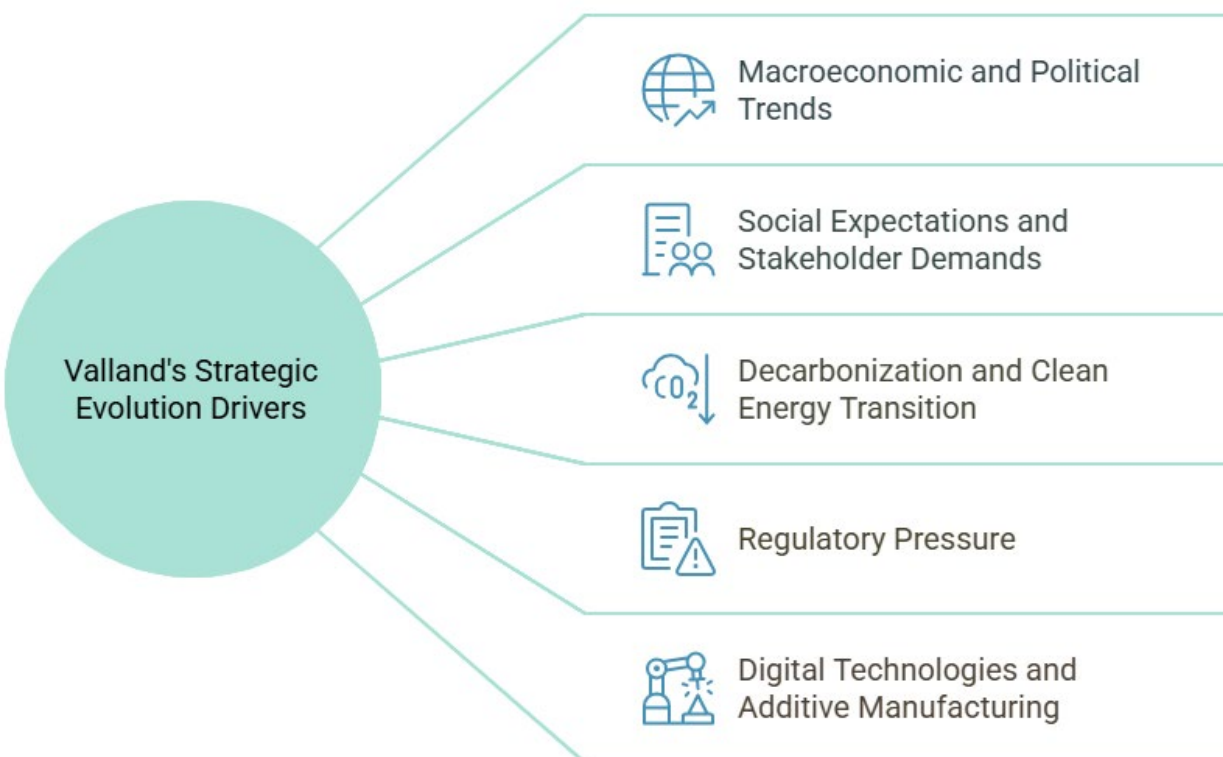 Valland's Strategic
Evolution Drivers
Macroeconomic and Political
Trends
Social Expectations and
Stakeholder Demands
CO2
Decarbonization and Clean
Energy Transition
Regulatory Pressure
Digital Technologies and
Additive Manufacturing